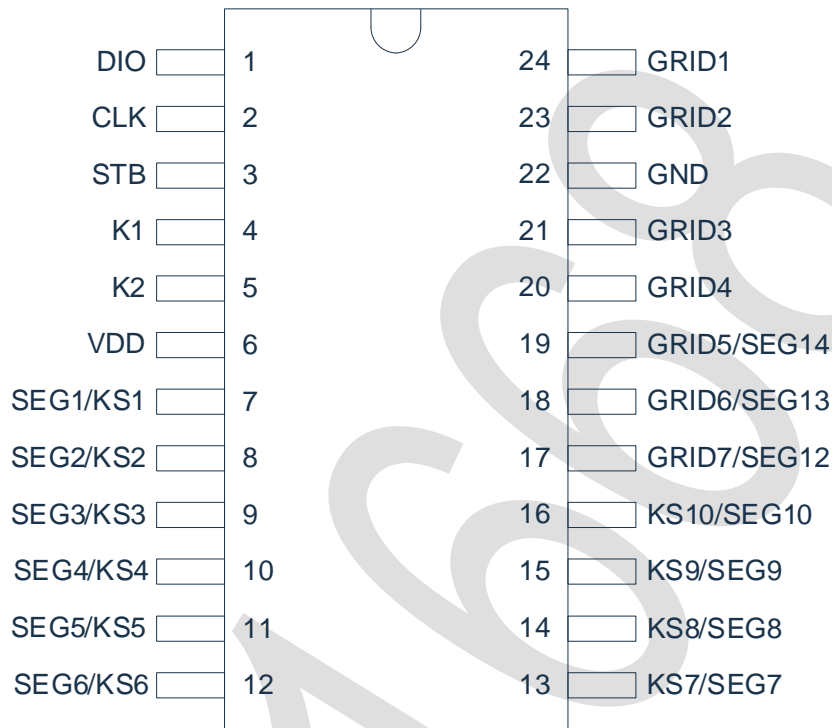 DIO 1 24 GRID1
CLK 2 23 GRID2
STB 3 22 GND
K1 4 21 GRID3
K2 5 20 GRID4
VDD 6 19 GRID5/SEG14
SEG1/KS1 7 18 GRID6/SEG13
SEG2/KS2 8 17 GRID7/SEG12
SEG3/KS3 9 16 KS10/SEG10
SEG4/KS4 10 15 KS9/SEG9
SEG5/KS5 11 14 KS8/SEG8
SEG6/KS6 12 13 KS7/SEG7
1668